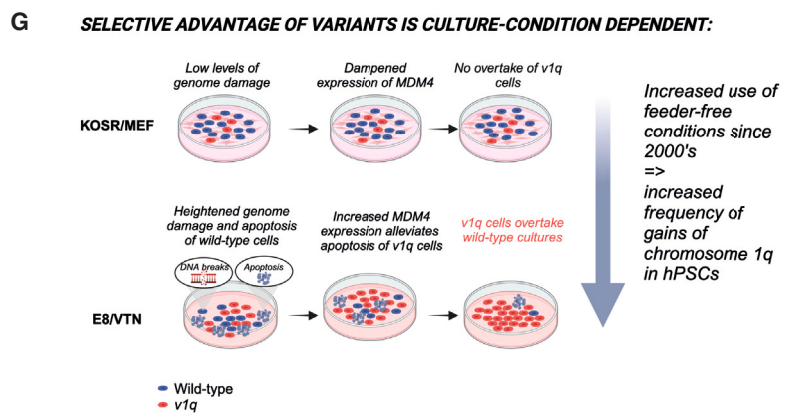 G
SELECTIVE ADVANTAGE OF VARIANTS IS CULTURE-CONDITION DEPENDENT:
Low levels of
genome damage
Dampened
expression of MDM4
No overtake of v1q
cells
KOSR/MEF
Heightened genome
damage and apoptosis
of wild-type cells
Increased MDM4
expression alleviates
apoptosis of v1q cells
v1q cells overtake
wild-type cultures
DNA breaks
Apoptosis
E8/VTN
Increased use of
feeder-free
conditions since
2000's
=>
increased
frequency of
gains of
chromosome 1q
in hPSCs
Wild-type
v1q